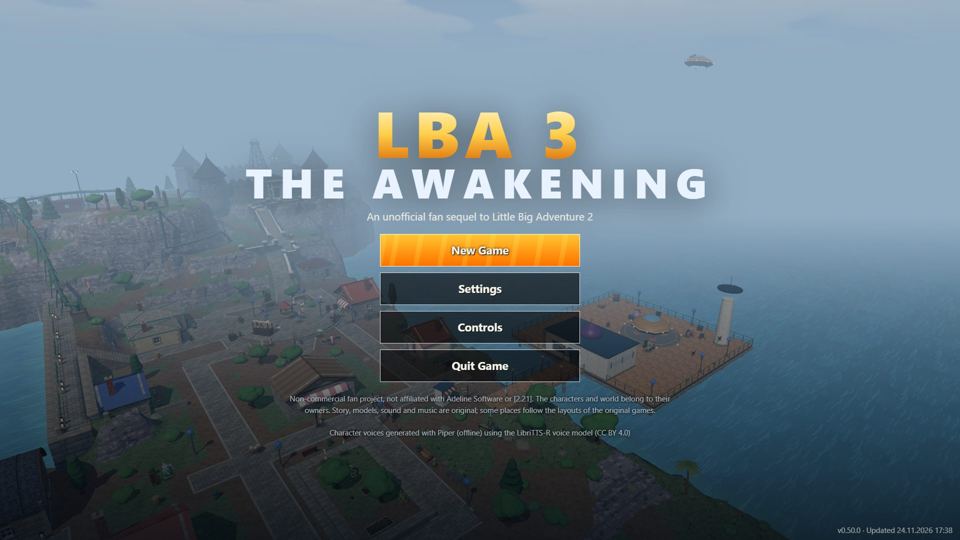 LBA 3
THE AWAKENING
An unofficial fan sequel to Little Big Adventure 2
New Game
Settings
Controls
Quit Game
Non-commercial fan project, not affiliated with Adeline Software or [2.21]. The characters and world belong to their
owners. Story, models, sound and music are original; some places follow the layouts of the original games.
Character voices generated with Piper (offline) using the LibriTTS-R voice model (CC BY 4.0)
v0.50.0 - Updated 24.11.2026 17:38